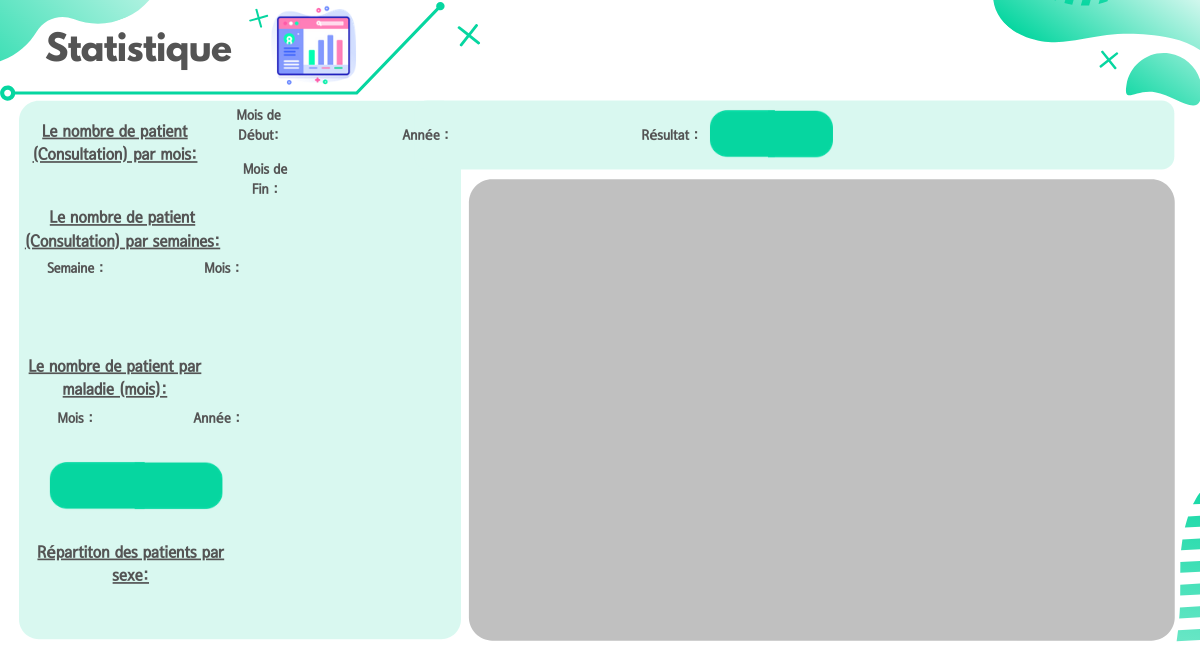 Statistique
Le nombre de patient
(Consultation) par mois:
Mois de
Début:
Année :
Résultat :
Mois de
Fin :
Le nombre de patient
(Consultation) par semaines:
Semaine :
Mois :
Le nombre de patient par
maladie (mois):
Mois :
Année :
Répartiton des patients par
sexe: